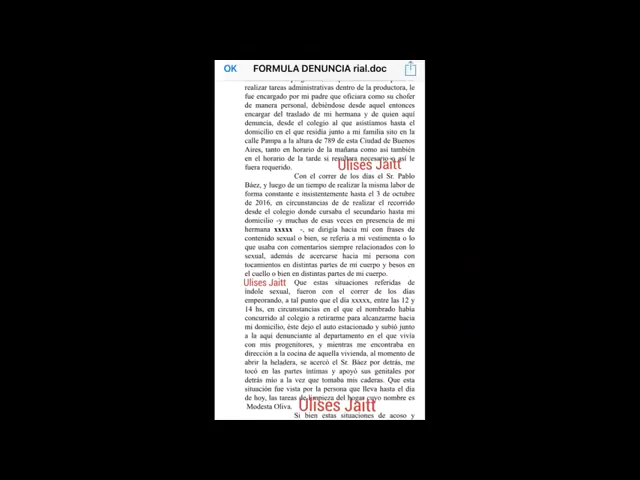 OK FORMULA DENUNCIA rial.doc
realizar tareas administrativas dentro de la productora, le
fue encargado por mi padre que oficiara como su chofer
de manera personal, debiéndose desde aquel entonces
encargar del traslado de mi hermana y de quien aquí
denuncia, desde el colegio al que asistíamos hasta el
domicilio en el que residía junto a mi familia sito en la
calle Pampa a la altura de 789 de esta Ciudad de Buenos
Aires, tanto en horario de la mañana como así también
en el horario de la tarde si resultara necesario o así le
fuera requerido.
Ulises Jaitt
Con el correr de los días el Sr. Pablo
Báez, y luego de un tiempo de realizar la misma labor de
forma constante e insistentemente hasta el 3 de octubre
de 2016, en circunstancias de de realizar el recorrido
desde el colegio donde cursaba el secundario hasta mi
domicilio -y muchas de esas veces en presencia de mi
hermana xxxxx -, se dirigía hacia mí con frases de
contenido sexual o bien, se refería a mi vestimenta o lo
que usaba con comentarios siempre relacionados con lo
sexual, además de acercarse hacia mi persona con
tocamientos en distintas partes de mi cuerpo y besos en
el cuello o bien en distintas partes de mi cuerpo.
Ulises Jaitt
Que estas situaciones referidas de
índole sexual, fueron con el correr de los días
empeorando, a tal punto que el día xxxxx, entre las 12 y
14 hs, en circunstancias en el que el nombrado había
concurrido al colegio a retirarme para alcanzarme hacia
mi domicilio, éste dejo el auto estacionado y subió junto
a la aquí denunciante al departamento en el que vivía
con mis progenitores, y mientras me encontraba en
dirección a la cocina de aquella vivienda, al momento de
abrir la heladera, se acercó el Sr. Báez por detrás, me
tocó en las partes íntimas y apoyó sus genitales por
detrás mio a la vez que tomaba mis caderas. Que esta
situación fue vista por la persona que lleva hasta el día
de hoy, las tareas de limpieza del hogar cuyo nombre es
Modesta Oliva.
Ulises Jaitt
Si bien estas situaciones de acoso y